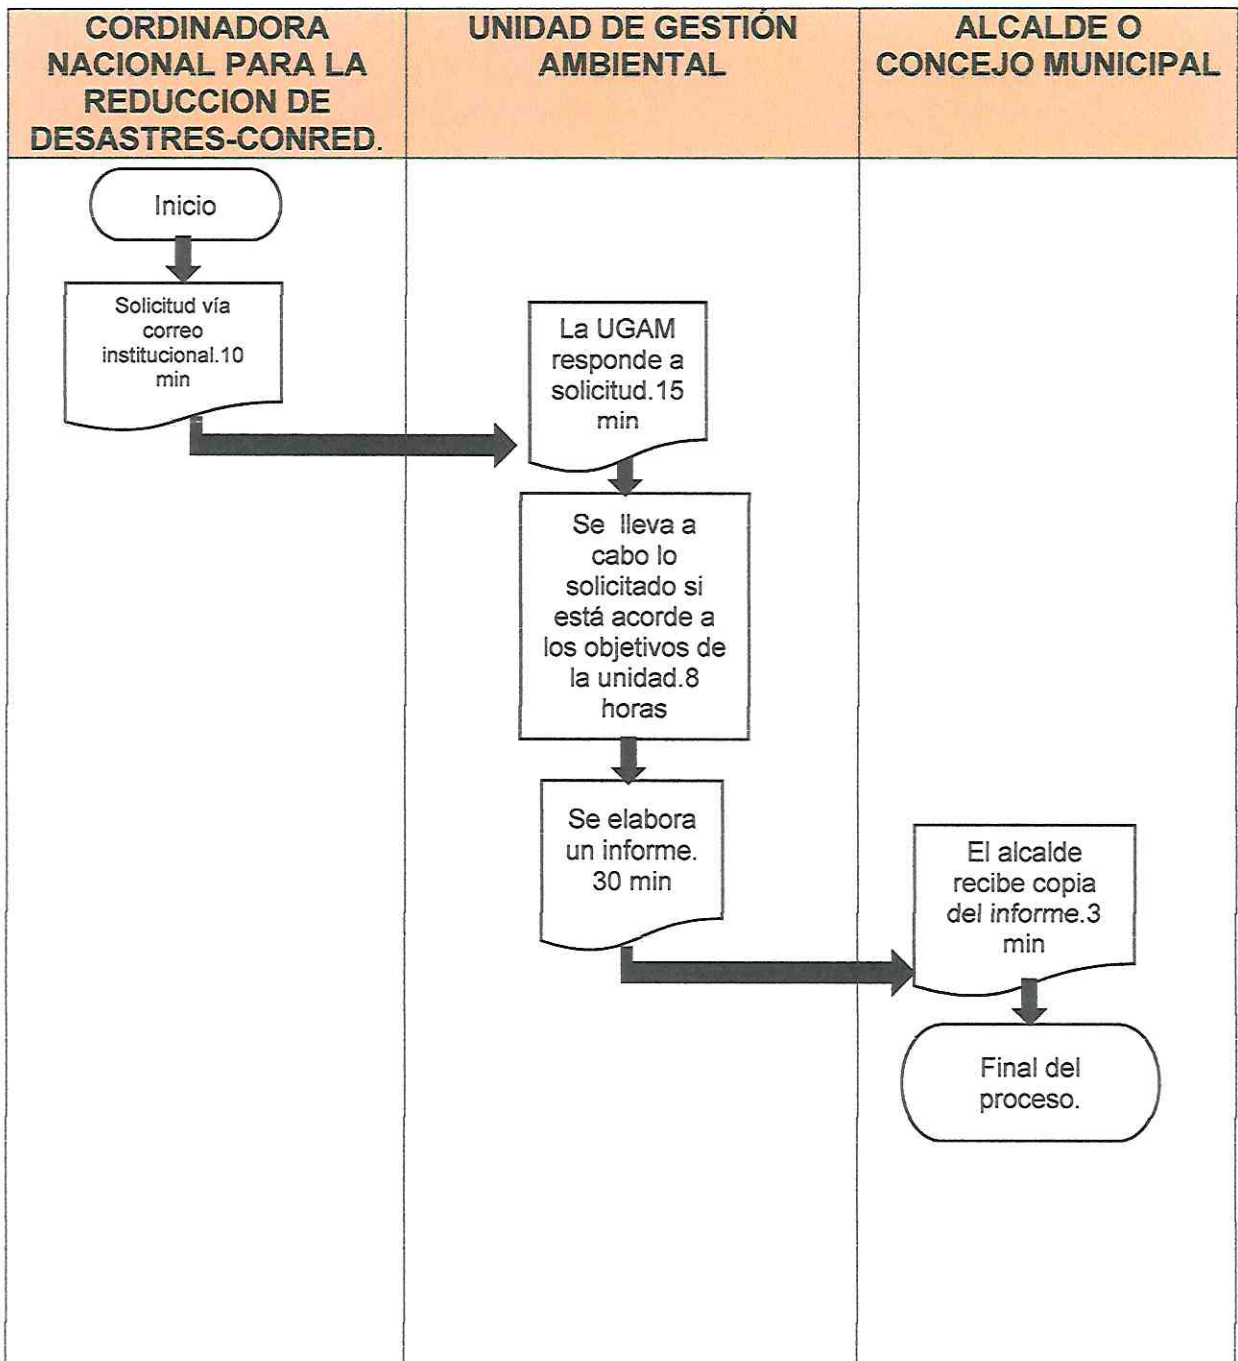 CORDINADORA
NACIONAL PARA LA
REDUCCION DE
DESASTRES-CONRED.
UNIDAD DE GESTIÓN
AMBIENTAL
ALCALDE O
CONCEJO MUNICIPAL
Inicio
Solicitud vía
correo
institucional.10
min
La UGAM
responde a
solicitud.15
min
Se lleva a
cabo lo
solicitado si
está acorde a
los objetivos de
la unidad.8
horas
Se elabora
un informe.
30 min
El alcalde
recibe copia
del informe.3
min
Final del
proceso.